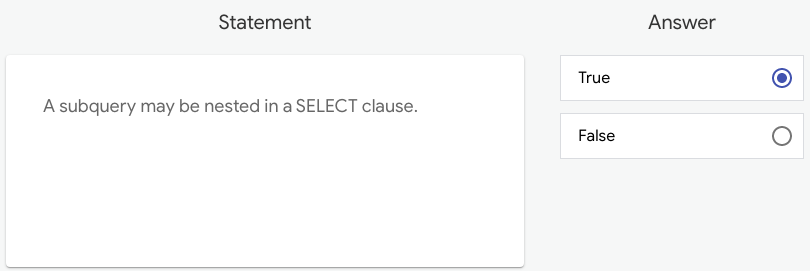 Statement
Answer
A subquery may be nested in a SELECT clause.
True
False